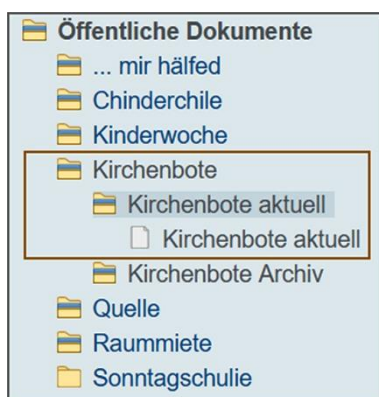 Öffentliche Dokumente
... mir hälfed
Chinderchile
Kinderwoche
Kirchenbote
Kirchenbote aktuell
Kirchenbote aktuell
Kirchenbote Archiv
Quelle
Raummiete
Sonntagschulie